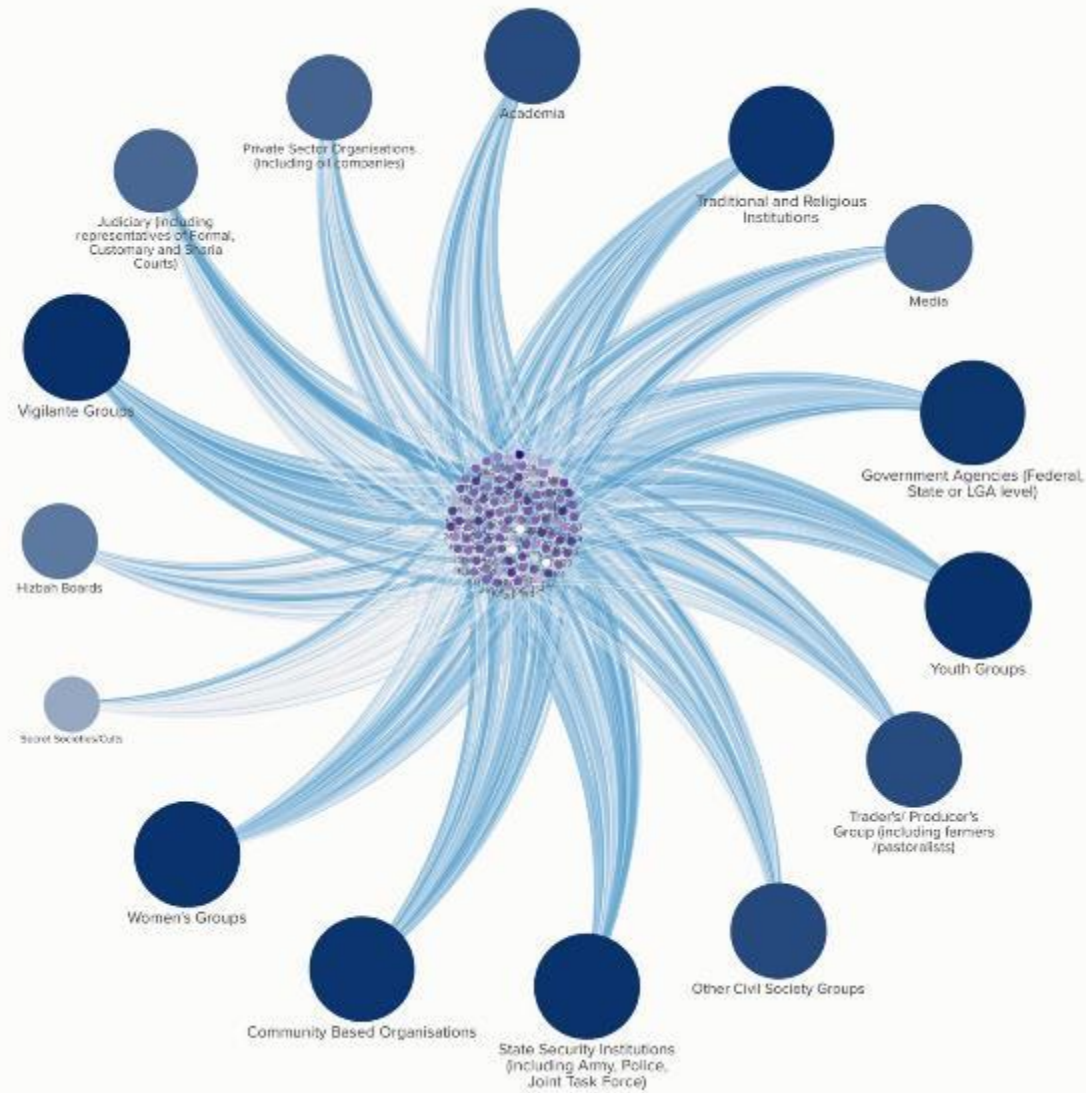 Academia
Private Sector Organisations
(including oil companies)
Traditional and Religious
Institutions
Judiciary (including
representatives of Formal,
Customary and Sharia
Courts)
Media
Vigilante Groups
Government Agencies (Federal,
State or LGA level)
Hizbah Boards
Youth Groups
Secret Societies/Cults
Trader's/ Producer's
Group (including farmers
/pastoralists)
Women's Groups
Other Civil Society Groups
Community Based Organisations
State Security Institutions
(including Army, Police,
Joint Task Force)